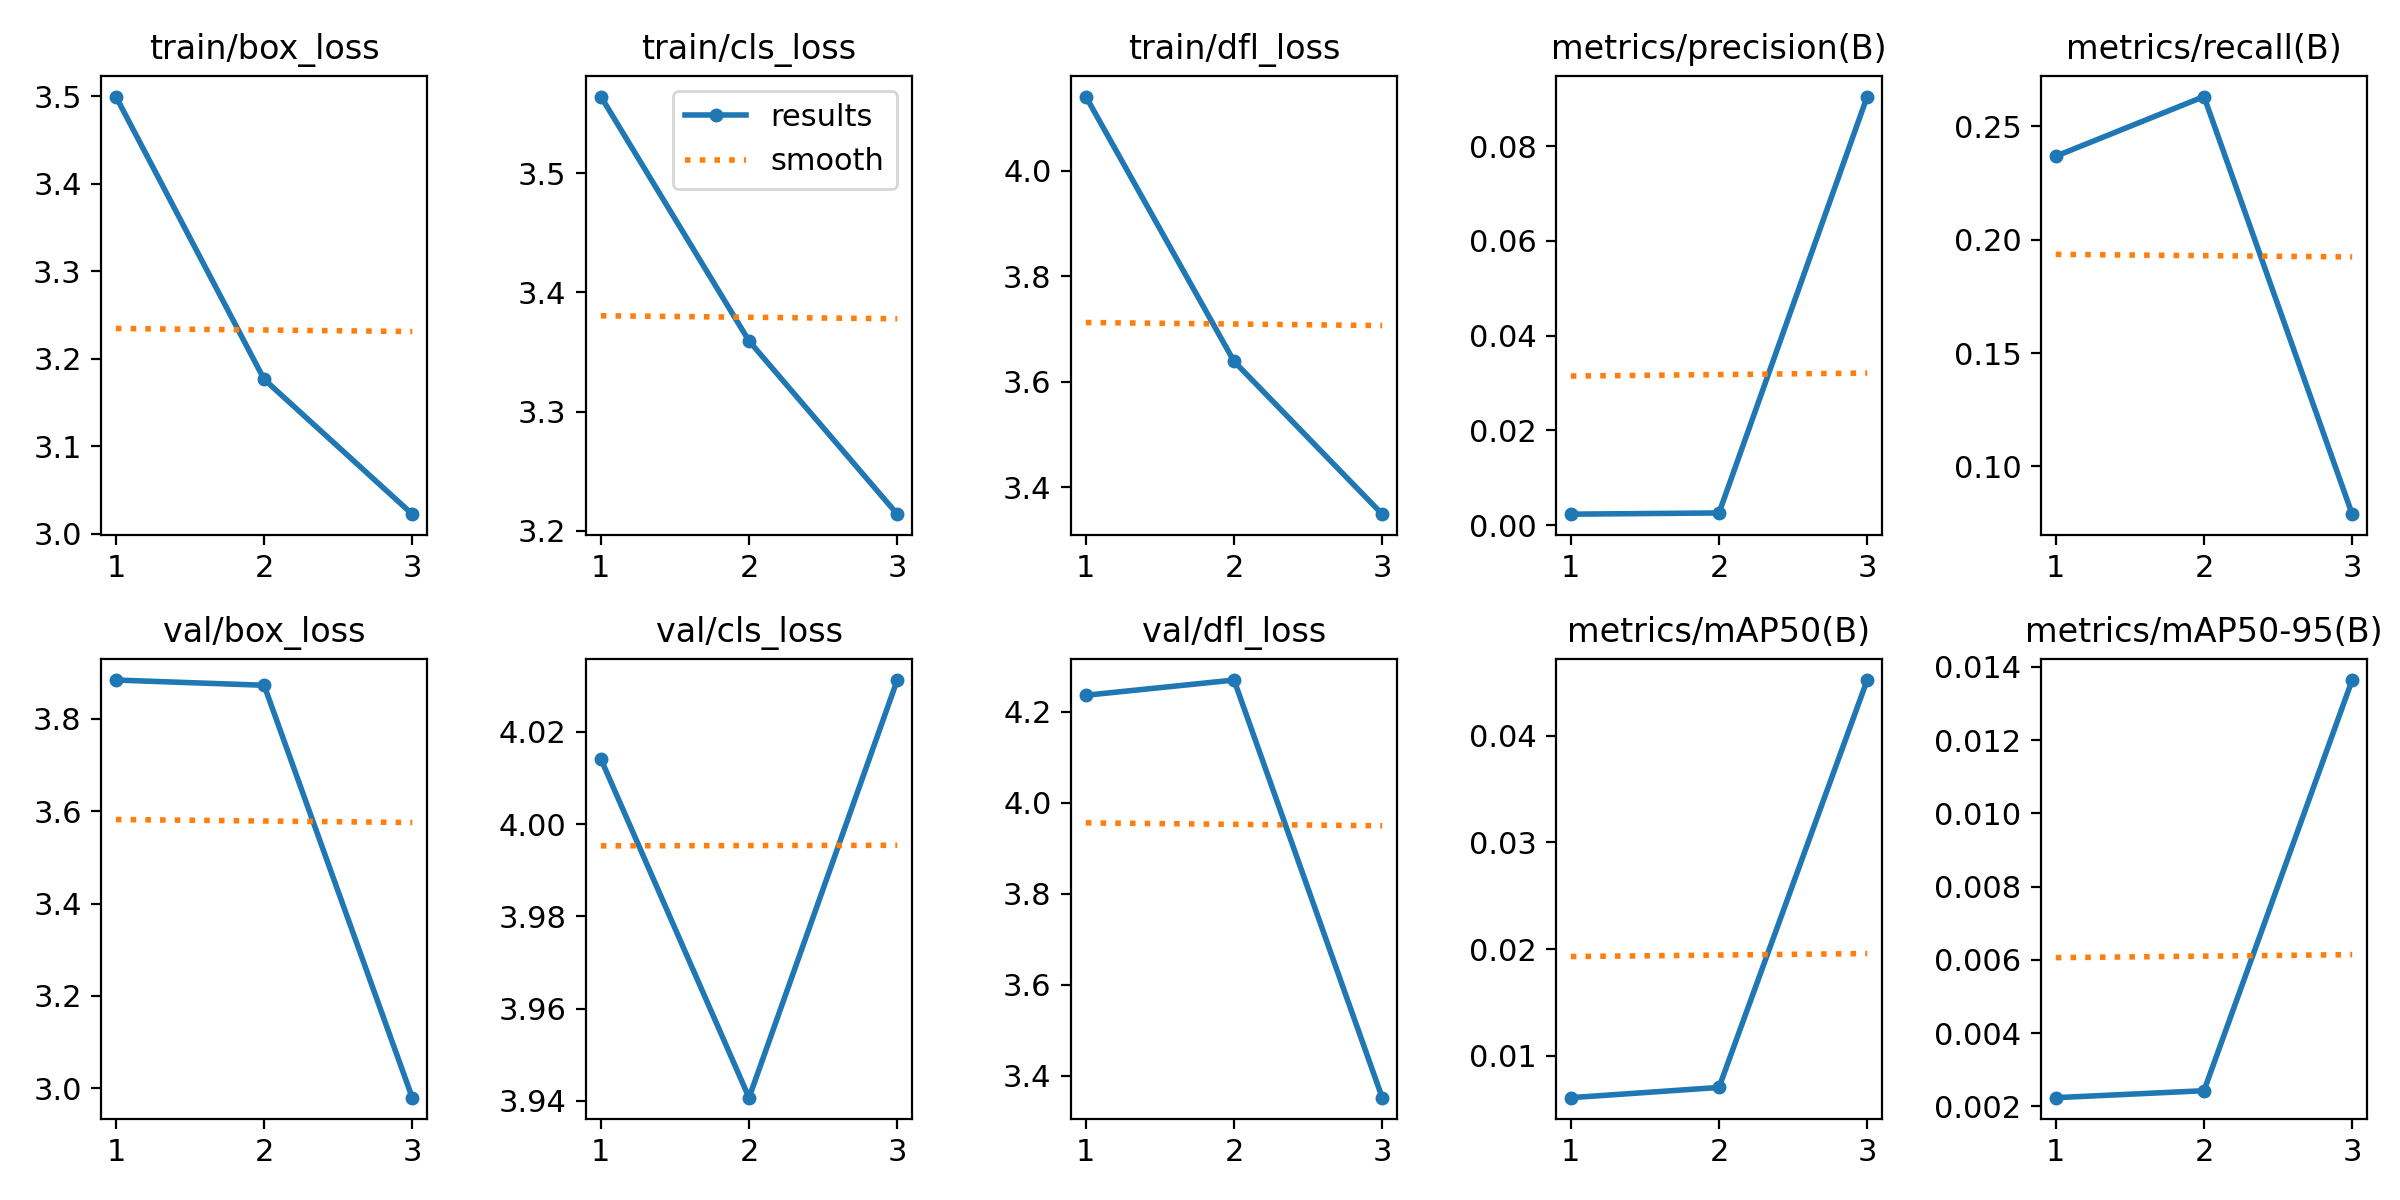 train/box_loss
3.5
3.4
3.3
3.2
3.1
3.0
1 2 3
train/cls_loss
results
smooth
3.5
3.4
3.3
3.2
1 2 3
train/dfl_loss
4.0
3.8
3.6
3.4
1 2 3
metrics/precision(B)
0.08
0.06
0.04
0.02
0.00
1 2 3
metrics/recall(B)
0.25
0.20
0.15
0.10
1 2 3
val/box_loss
3.8
3.6
3.4
3.2
3.0
1 2 3
val/cls_loss
4.02
4.00
3.98
3.96
3.94
1 2 3
val/dfl_loss
4.2
4.0
3.8
3.6
3.4
1 2 3
metrics/mAP50(B)
0.04
0.03
0.02
0.01
1 2 3
metrics/mAP50-95(B)
0.014
0.012
0.010
0.008
0.006
0.004
0.002
1 2 3